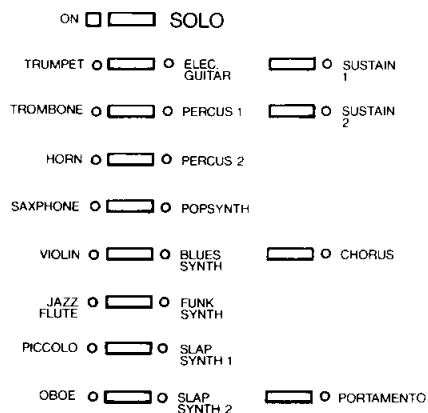 ON SOLO
TRUMPET ELEC. GUITAR SUSTAIN 1
TROMBONE PERCUS 1 SUSTAIN 2
HORN PERCUS 2
SAXPHONE POPSYNTH
VIOLIN BLUES SYNTH CHORUS
JAZZ FLUTE FUNK SYNTH
PICCOLO SLAP SYNTH 1
OBOE SLAP SYNTH 2 PORTAMENTO